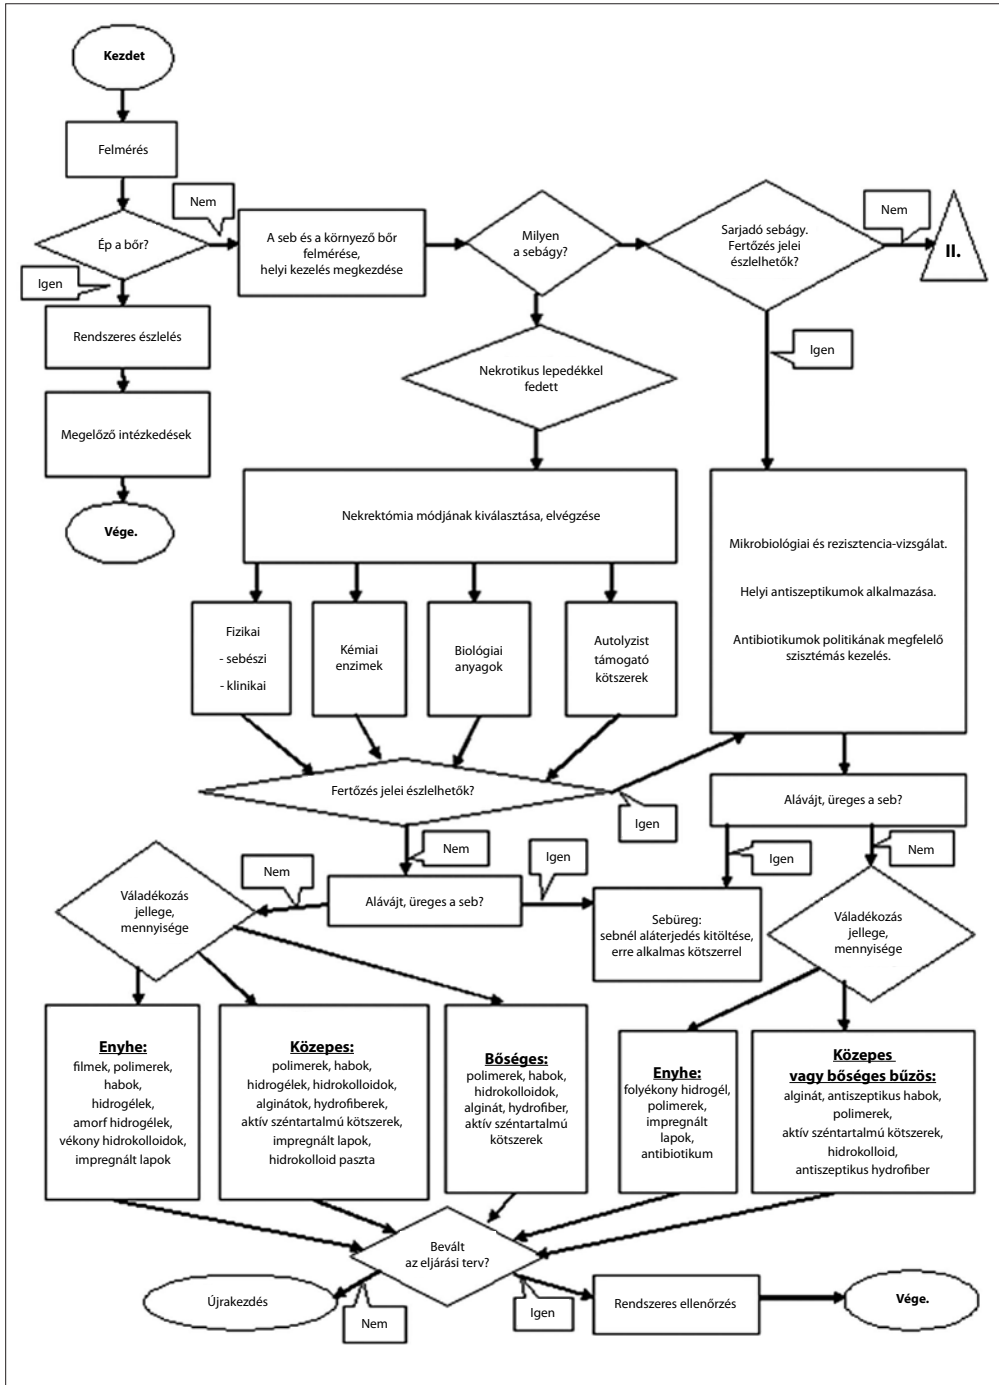 Kezdet
Felmérés
Nem
Ép a bőr?
Igen
A seb és a környező bőr
felmérése,
helyi kezelés megkezdése
Milyen
a sebágy?
Sarjadó sebágy.
Fertőzés jelei
észlelhetők?
Nem
II.
Igen
Rendszeres észlelés
Megelőző intézkedések
Vége.
Nekrotikus lepedékkel
fedett
Nekrektómia módjának kiválasztása, elvégzése
Fizikai
- sebészi
- klinikai
Kémiai
enzimek
Biológiai
anyagok
Autolyzist
támogató
kötszerek
Mikrobiológiai és rezisztencia-vizsgálat.
Helyi antiszeptikumok alkalmazása.
Antibiotikumok politikának megfelelő
szisztémás kezelés.
Fertőzés jelei észlelhetők?
Igen
Nem
Alávájt, üreges a seb?
Igen
Nem
Alávájt, üreges a seb?
Igen
Nem
Sebüreg:
sebnél aláterjedés kitöltése,
erre alkalmas kötszerrel
Váladékozás
jellege,
mennyisége
Váladékozás
jellege,
mennyisége
Enyhe:
filmek, polimerek,
habok,
hidrogélek,
amorf hidrogélek,
vékony hidrokolloidok,
impregnált lapok
Közepes:
polimerek, habok,
hidrogélek, hidrokolloidok,
alginátok, hydrofiberek,
aktív széntartalmú kötszerek,
impregnált lapok,
hidrokolloid paszta
Bőséges:
polimerek, habok,
hidrokolloidok,
alginát, hydrofiber,
aktív széntartalmú
kötszerek
Enyhe:
folyékony hidrogél,
polimerek,
impregnált
lapok,
antibiotikum
Közepes
vagy bőséges bűzös:
alginát, antiszeptikus habok,
polimerek,
aktív széntartalmú kötszerek,
hidrokolloid,
antiszeptikus hydrofiber
Bevált
az eljárási terv?
Nem
Igen
Újrakezdés
Rendszeres ellenőrzés
Vége.